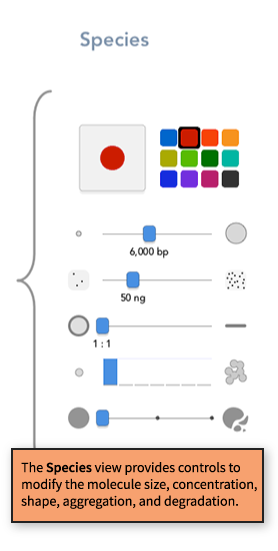 Species
6,000 bp
50 ng
1 : 1
The Species view provides controls to
modify the molecule size, concentration,
shape, aggregation, and degradation.